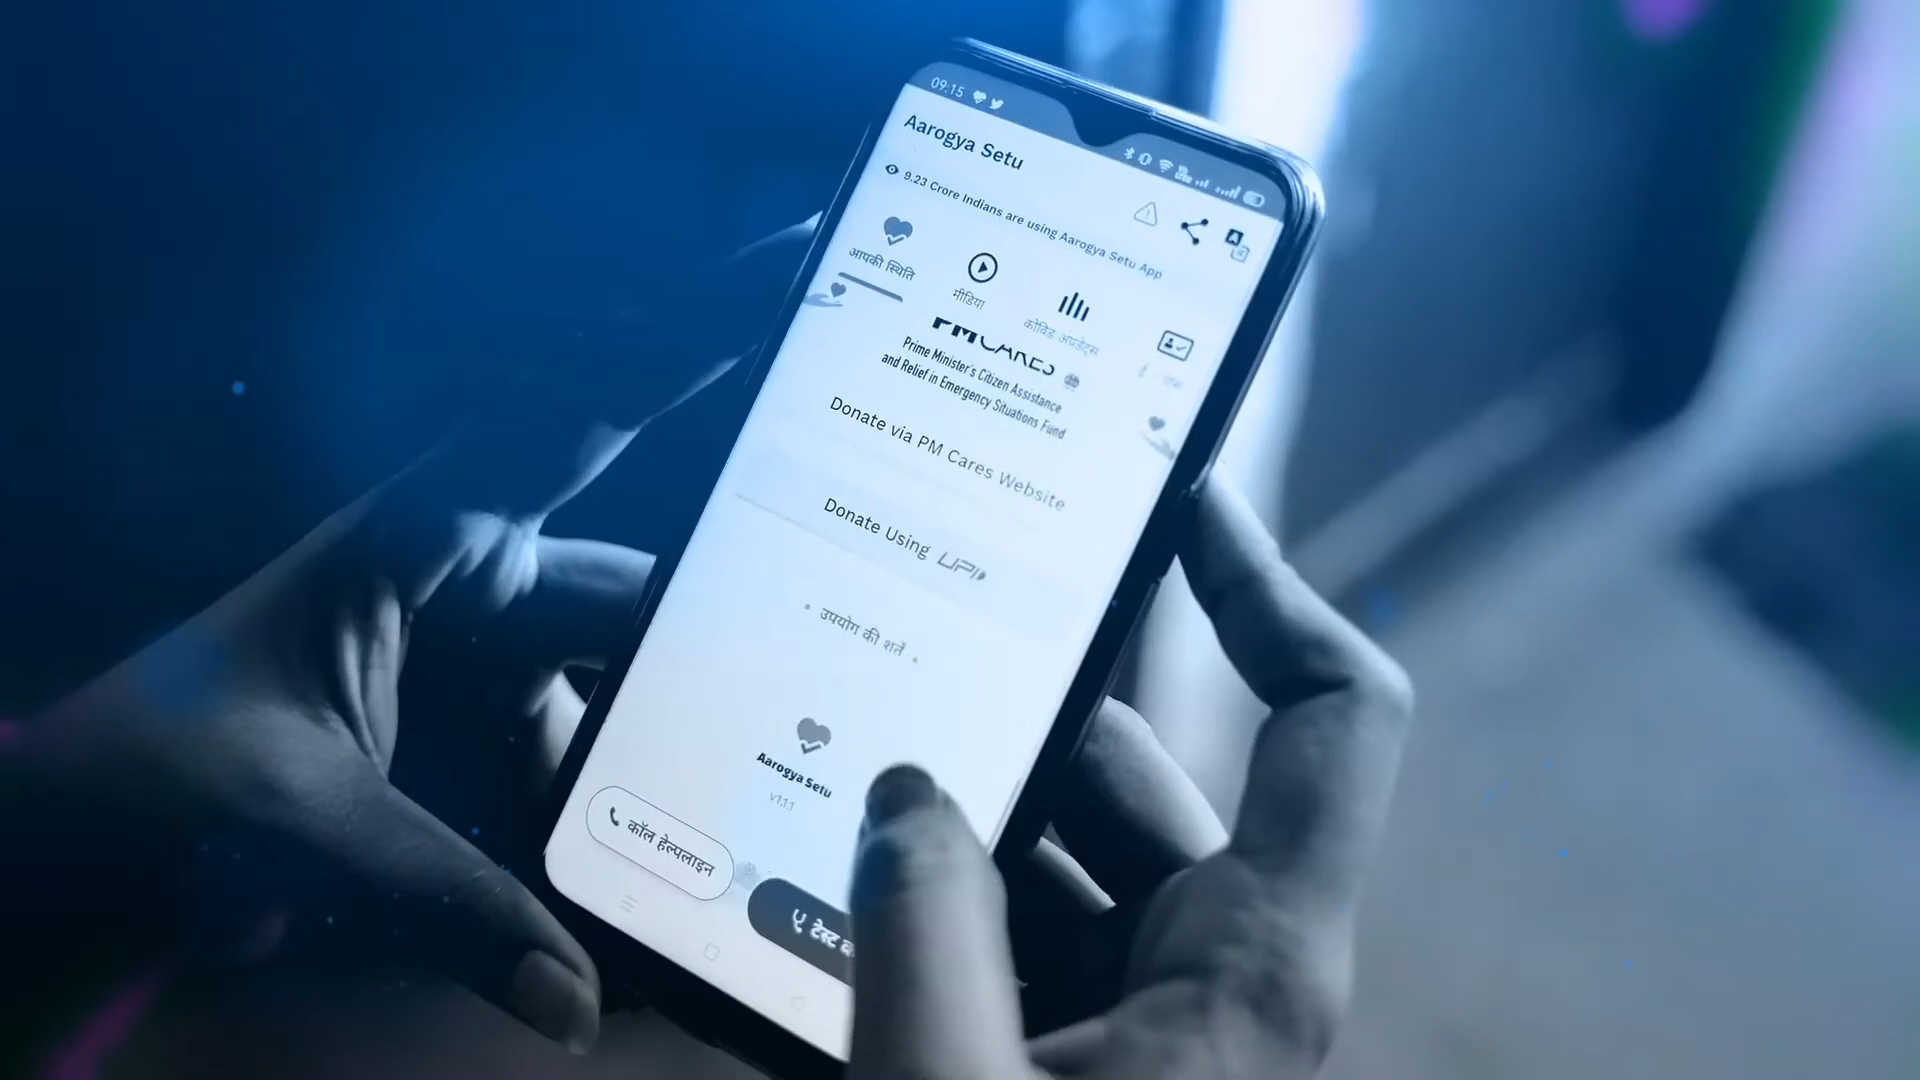 09:15
Aarogya Setu
9.23 Crore Indians are using Aarogya Setu App
आपकी स्थिति
मीडिया
कोविड अपडेट्स
PM CARES
Prime Minister's Citizen Assistance
and Relief in Emergency Situations Fund
Donate via PM Cares Website
Donate Using UPI
उपयोग की शर्तें
Aarogya Setu
v1.1.1
कॉल हेल्पलाइन
टेस्ट